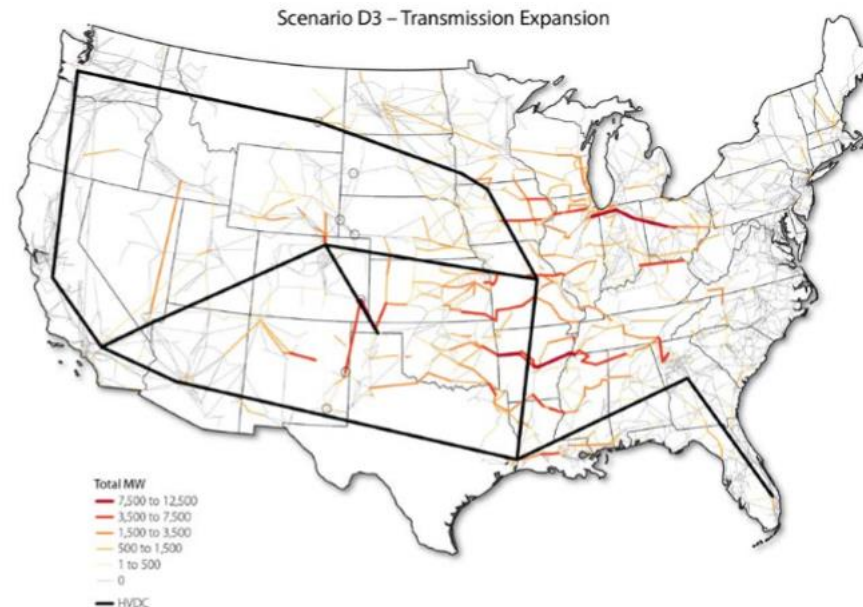 Scenario D3 – Transmission Expansion
Total MW
7,500 to 12,500
3,500 to 7,500
1,500 to 3,500
500 to 1,500
1 to 500
0
HVDC